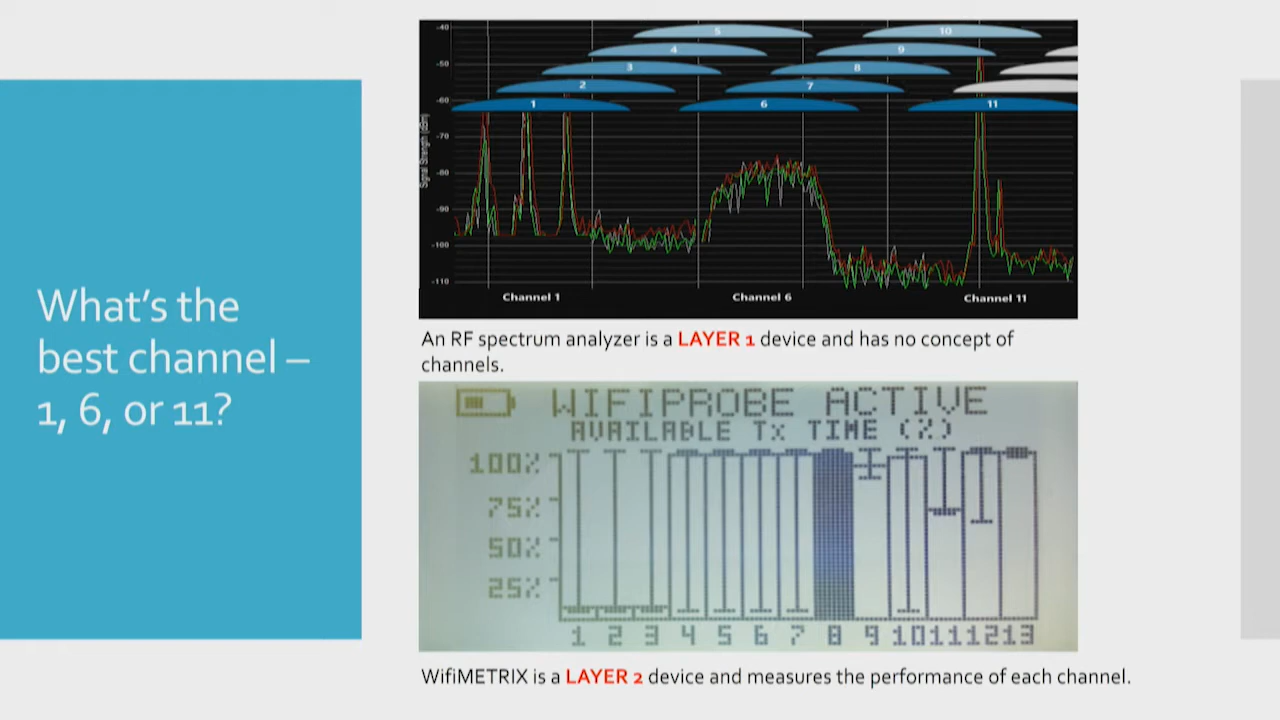 What's the
best channel –
1, 6, or 11?
-40
-50
-60
-70
-80
-90
-100
-110
Signal Strength (dBm)
5
10
4
9
3
8
2
7
1
6
11
Channel 1
Channel 6
Channel 11
An RF spectrum analyzer is a LAYER 1 device and has no concept of
channels.
WIFIPROBE ACTIVE
AVAILABLE Tx TIME (%)
100%
75%
50%
25%
1 2 3 4 5 6 7 8 9 10 11 12 13
WifiMETRIX is a LAYER 2 device and measures the performance of each channel.